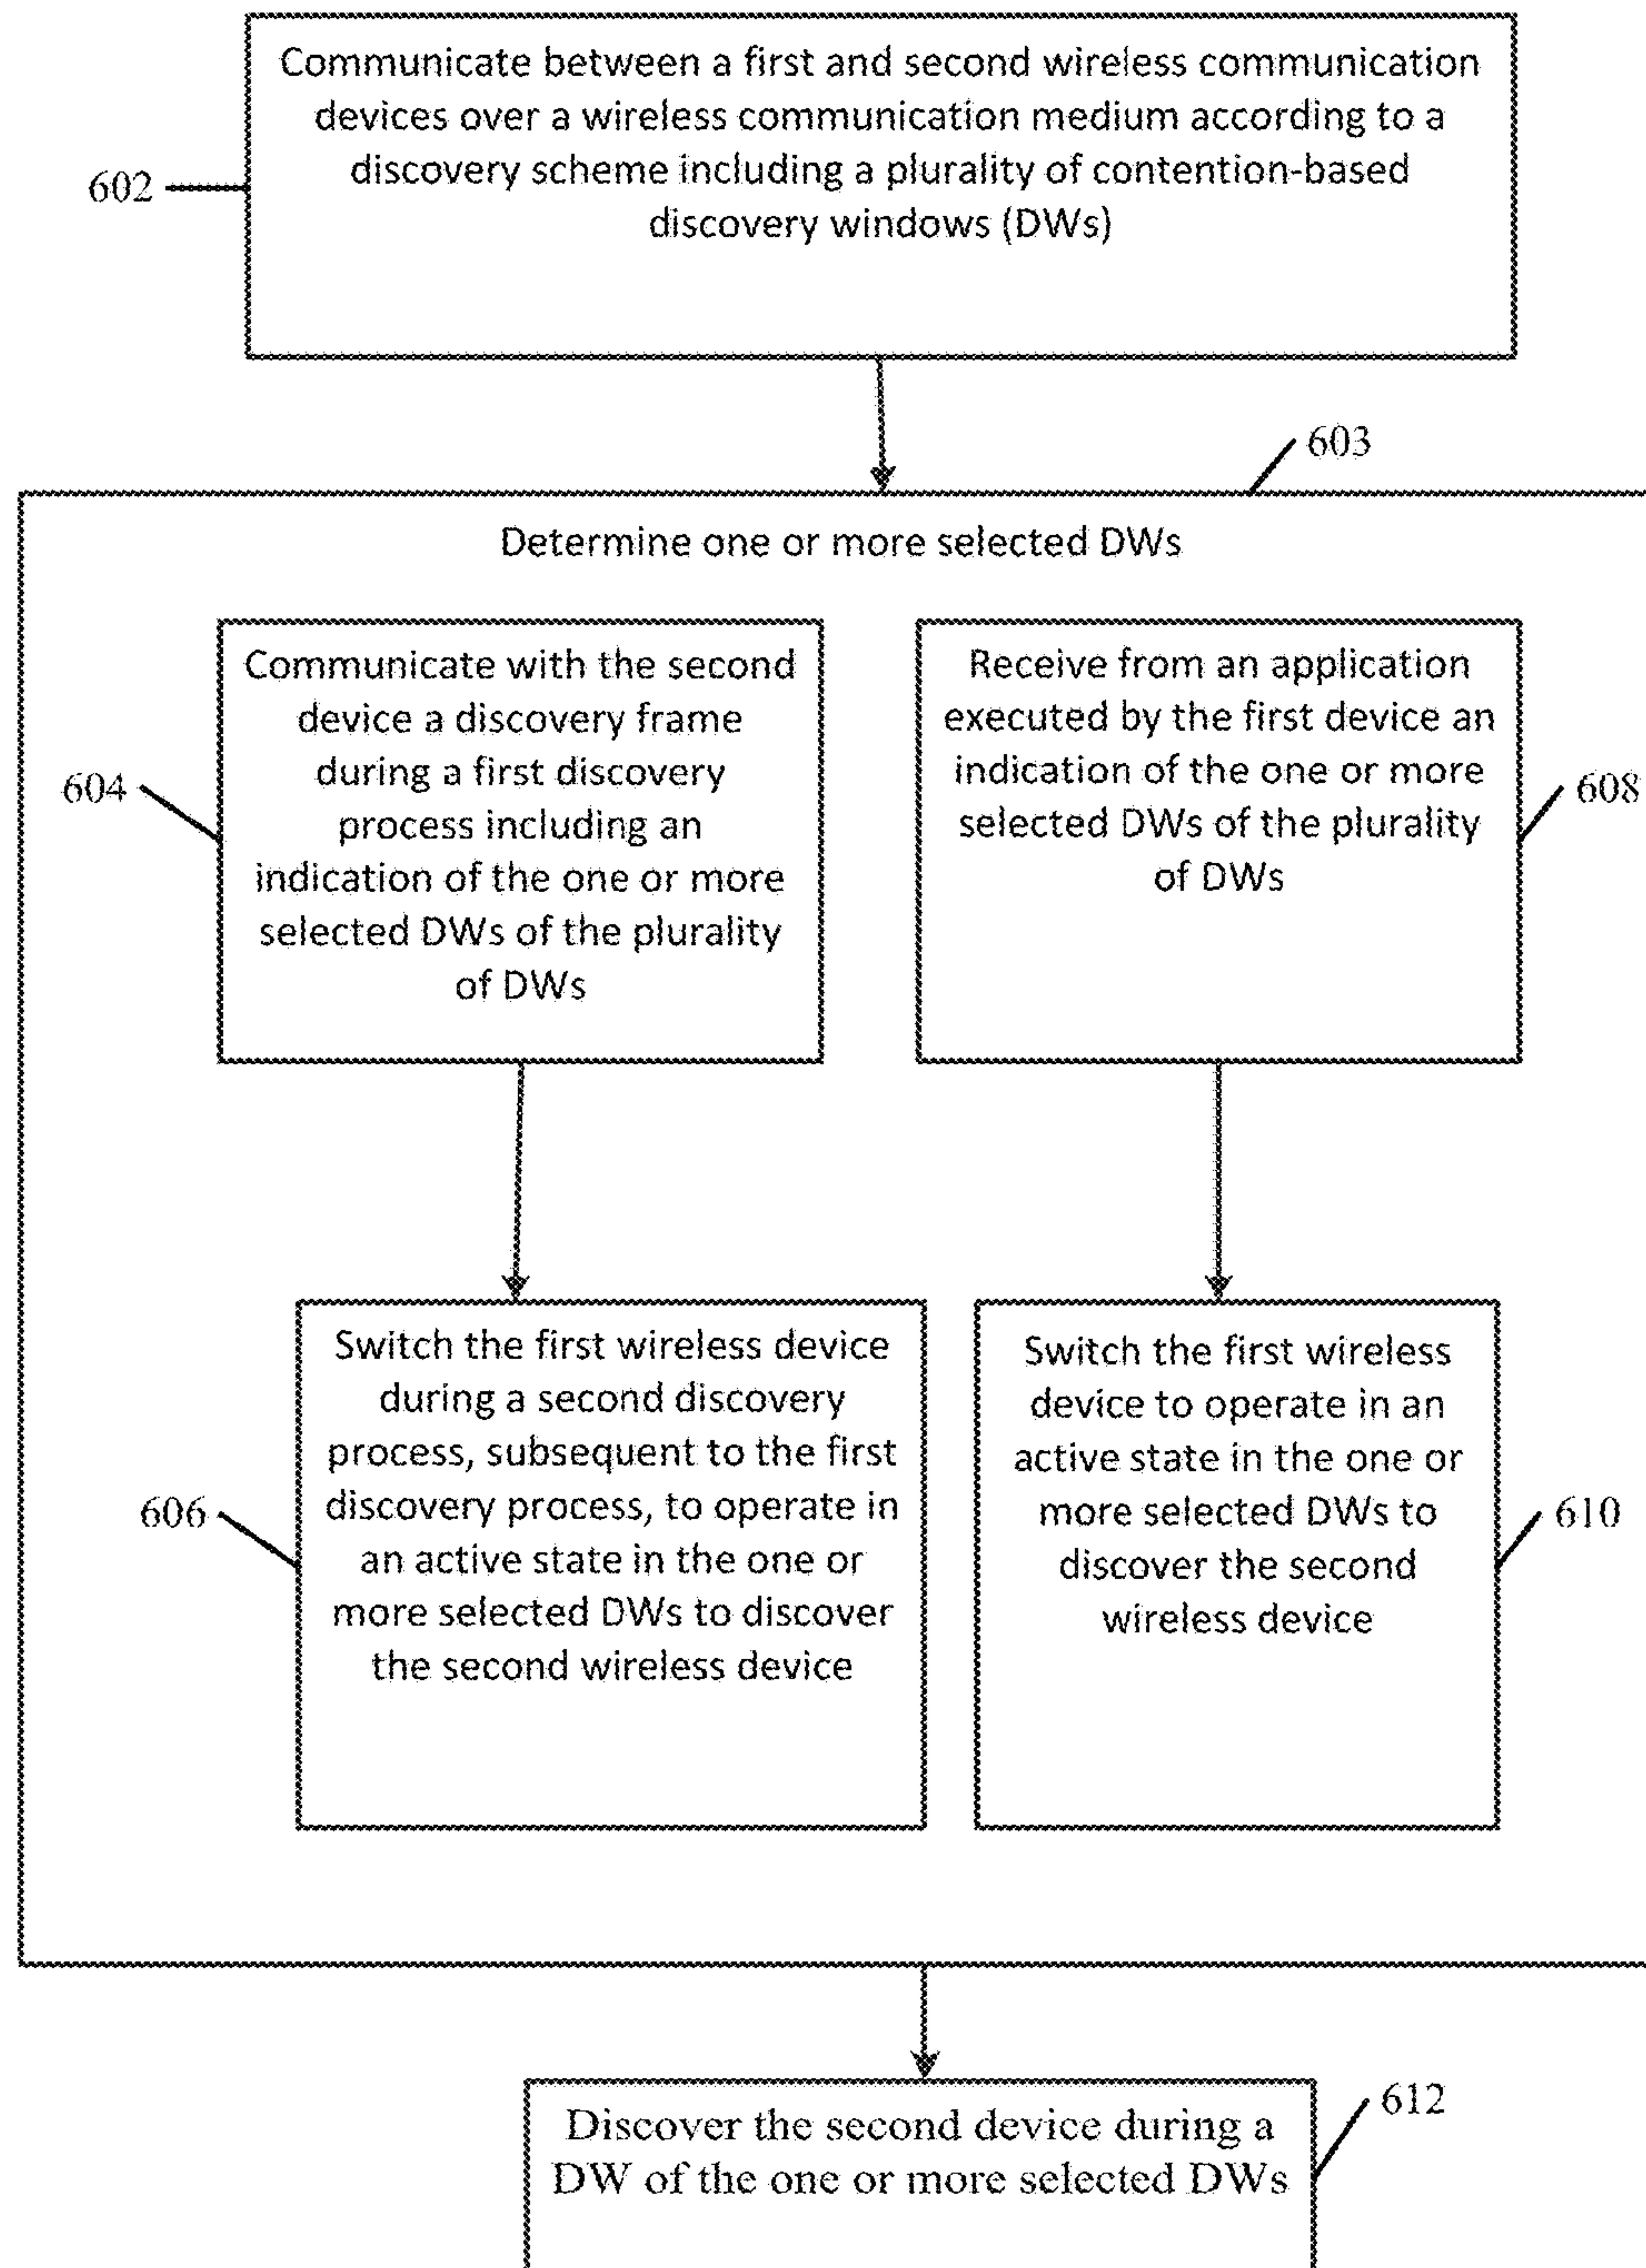 Communicate between a first and second wireless communication
devices over a wireless communication medium according to a
discovery scheme including a plurality of contention-based
discovery windows (DWs)
602
603
Determine one or more selected DWs
Communicate with the second
device a discovery frame
during a first discovery
process including an
indication of the one or more
selected DWs of the plurality
of DWs
604
Receive from an application
executed by the first device an
indication of the one or more
selected DWs of the plurality
of DWs
608
Switch the first wireless device
during a second discovery
process, subsequent to the first
discovery process, to operate in
an active state in the one or
more selected DWs to discover
the second wireless device
606
Switch the first wireless
device to operate in an
active state in the one or
more selected DWs to
discover the second
wireless device
610
612
Discover the second device during a
DW of the one or more selected DWs